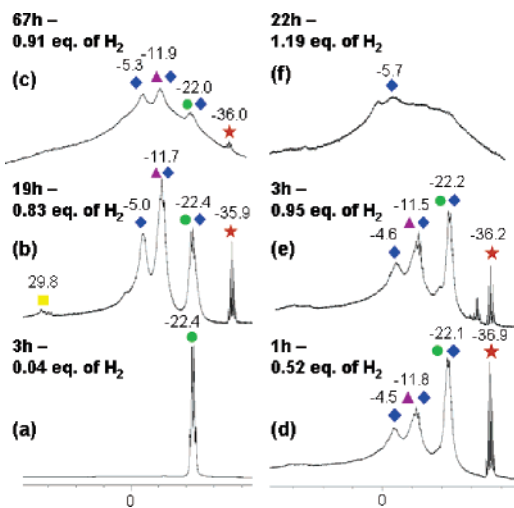 67h –
0.91 eq. of H2
-11.9
-5.3
-22.0
(c)
-36.0
19h –
0.83 eq. of H2
-11.7
-5.0
-22.4
-35.9
(b)
29.8
3h –
0.04 eq. of H2
-22.4
(a)
0
22h –
1.19 eq. of H2
-5.7
(f)
3h –
0.95 eq. of H2
-22.2
-11.5
-4.6
-36.2
(e)
1h –
0.52 eq. of H2
-22.1
-36.9
-11.8
-4.5
(d)
0